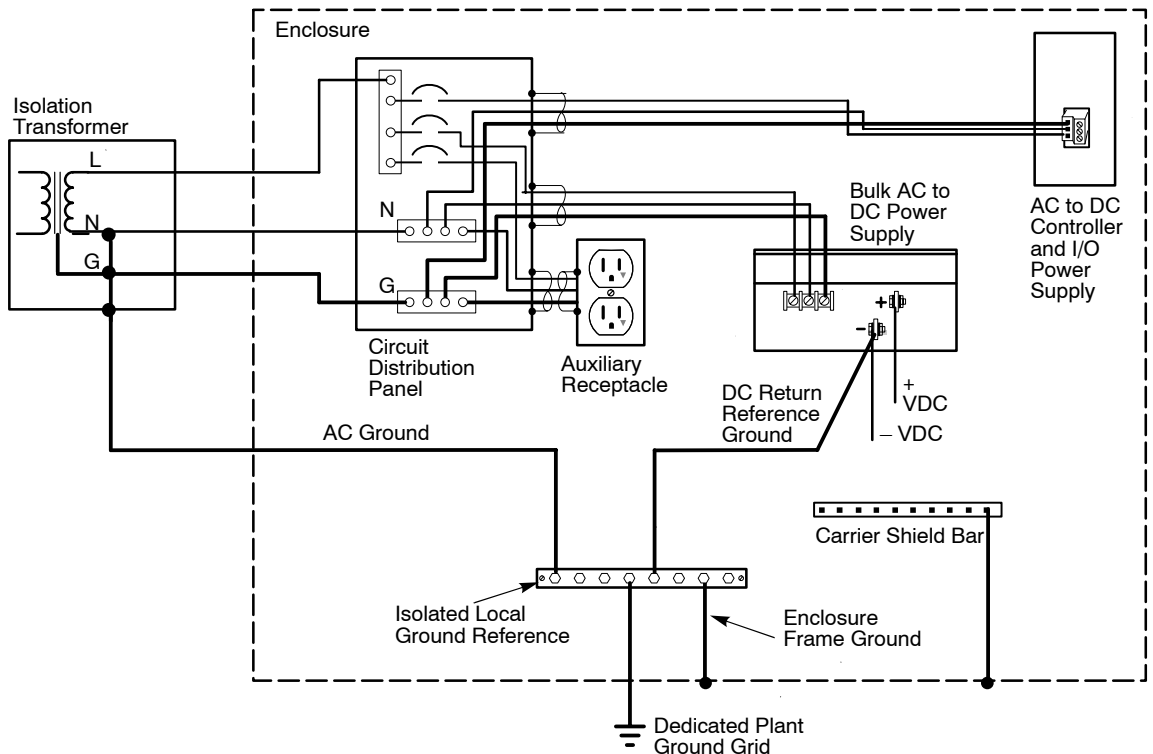 Enclosure
Isolation
Transformer
L
N
G
N
G
Circuit
Distribution
Panel
Auxiliary
Receptacle
Bulk AC to
DC Power
Supply
+
-
AC to DC
Controller
and I/O
Power
Supply
DC Return
Reference
Ground
+
VDC
– VDC
AC Ground
Carrier Shield Bar
Isolated Local
Ground Reference
Enclosure
Frame Ground
Dedicated Plant
Ground Grid